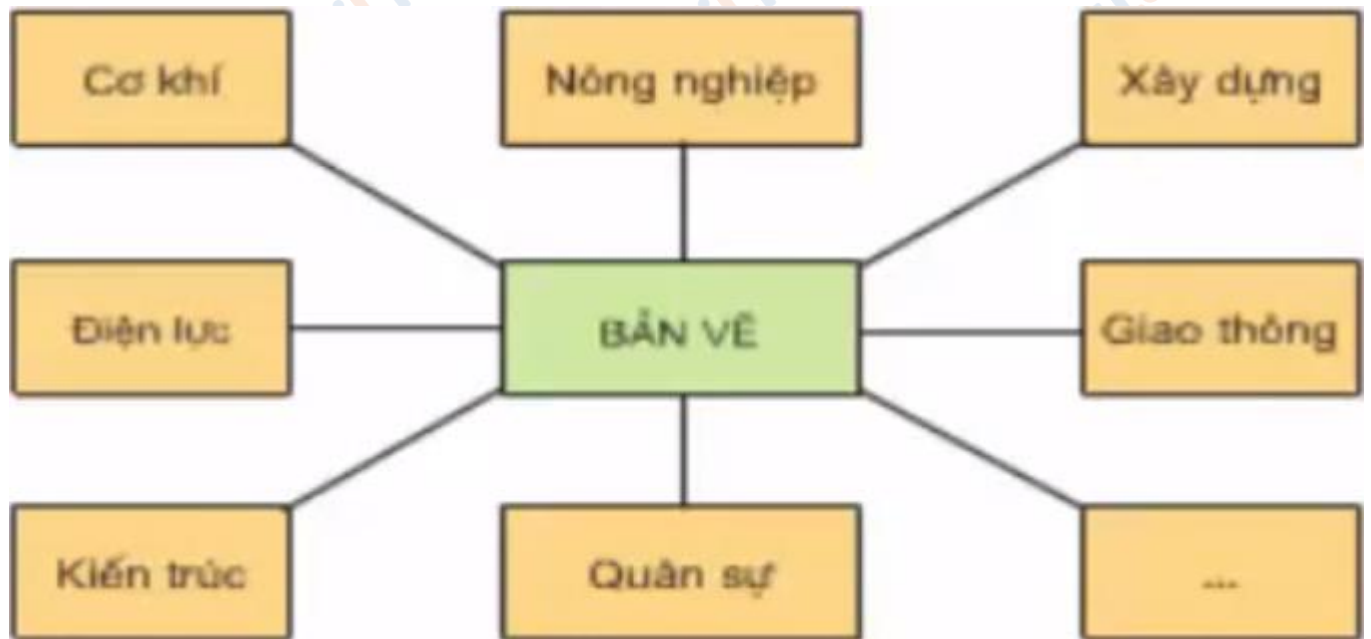 Cơ khí
Nông nghiệp
Xây dựng
Điện lực
BẢN VẼ
Giao thông
Kiến trúc
Quân sự
...